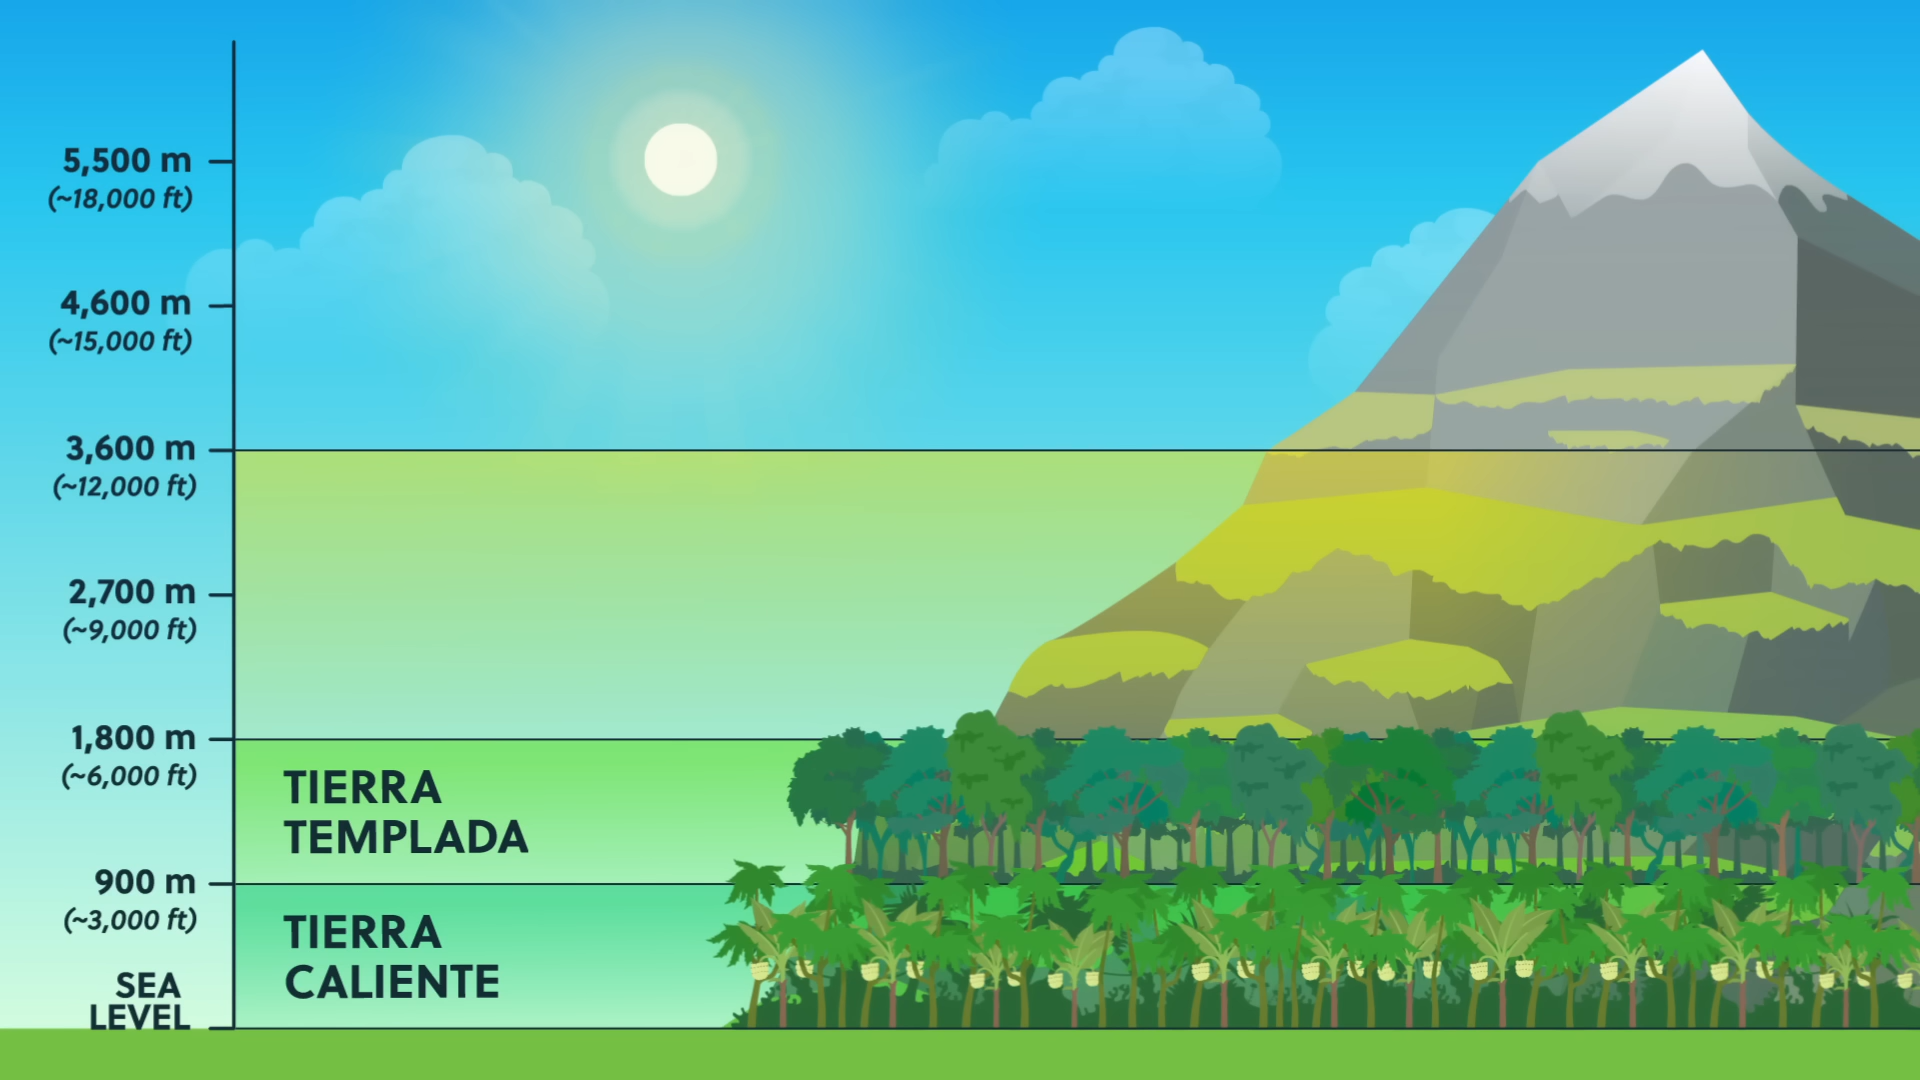 5,500 m
(~18,000 ft)
4,600 m
(~15,000 ft)
3,600 m
(~12,000 ft)
2,700 m
(~9,000 ft)
1,800 m
(~6,000 ft)
TIERRA
TEMPLADA
900 m
(~3,000 ft)
TIERRA
CALIENTE
SEA
LEVEL